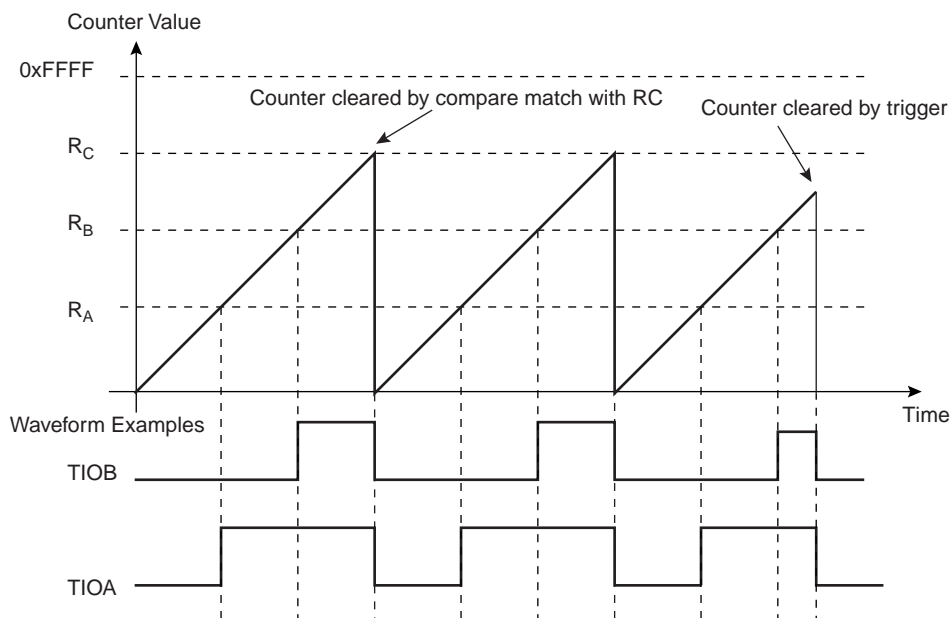 Counter Value
0xFFFF
Counter cleared by compare match with RC
Counter cleared by trigger
RC
RB
RA
Time
Waveform Examples
TIOB
TIOA